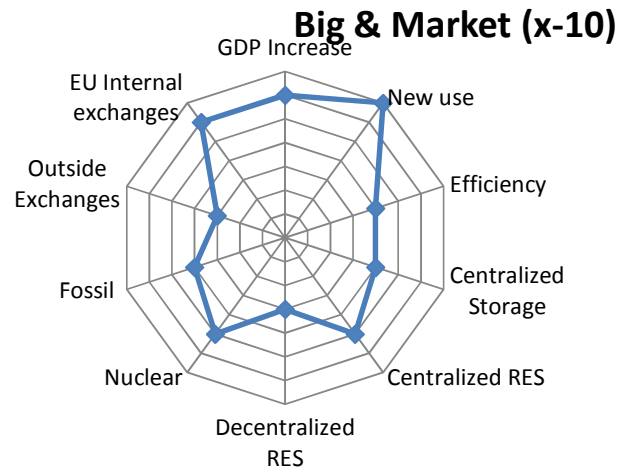 Big & Market (x-10)
GDP Increase
New use
Efficiency
Centralized
Storage
Centralized RES
Decentralized
RES
Nuclear
Fossil
Outside
Exchanges
EU Internal
exchanges